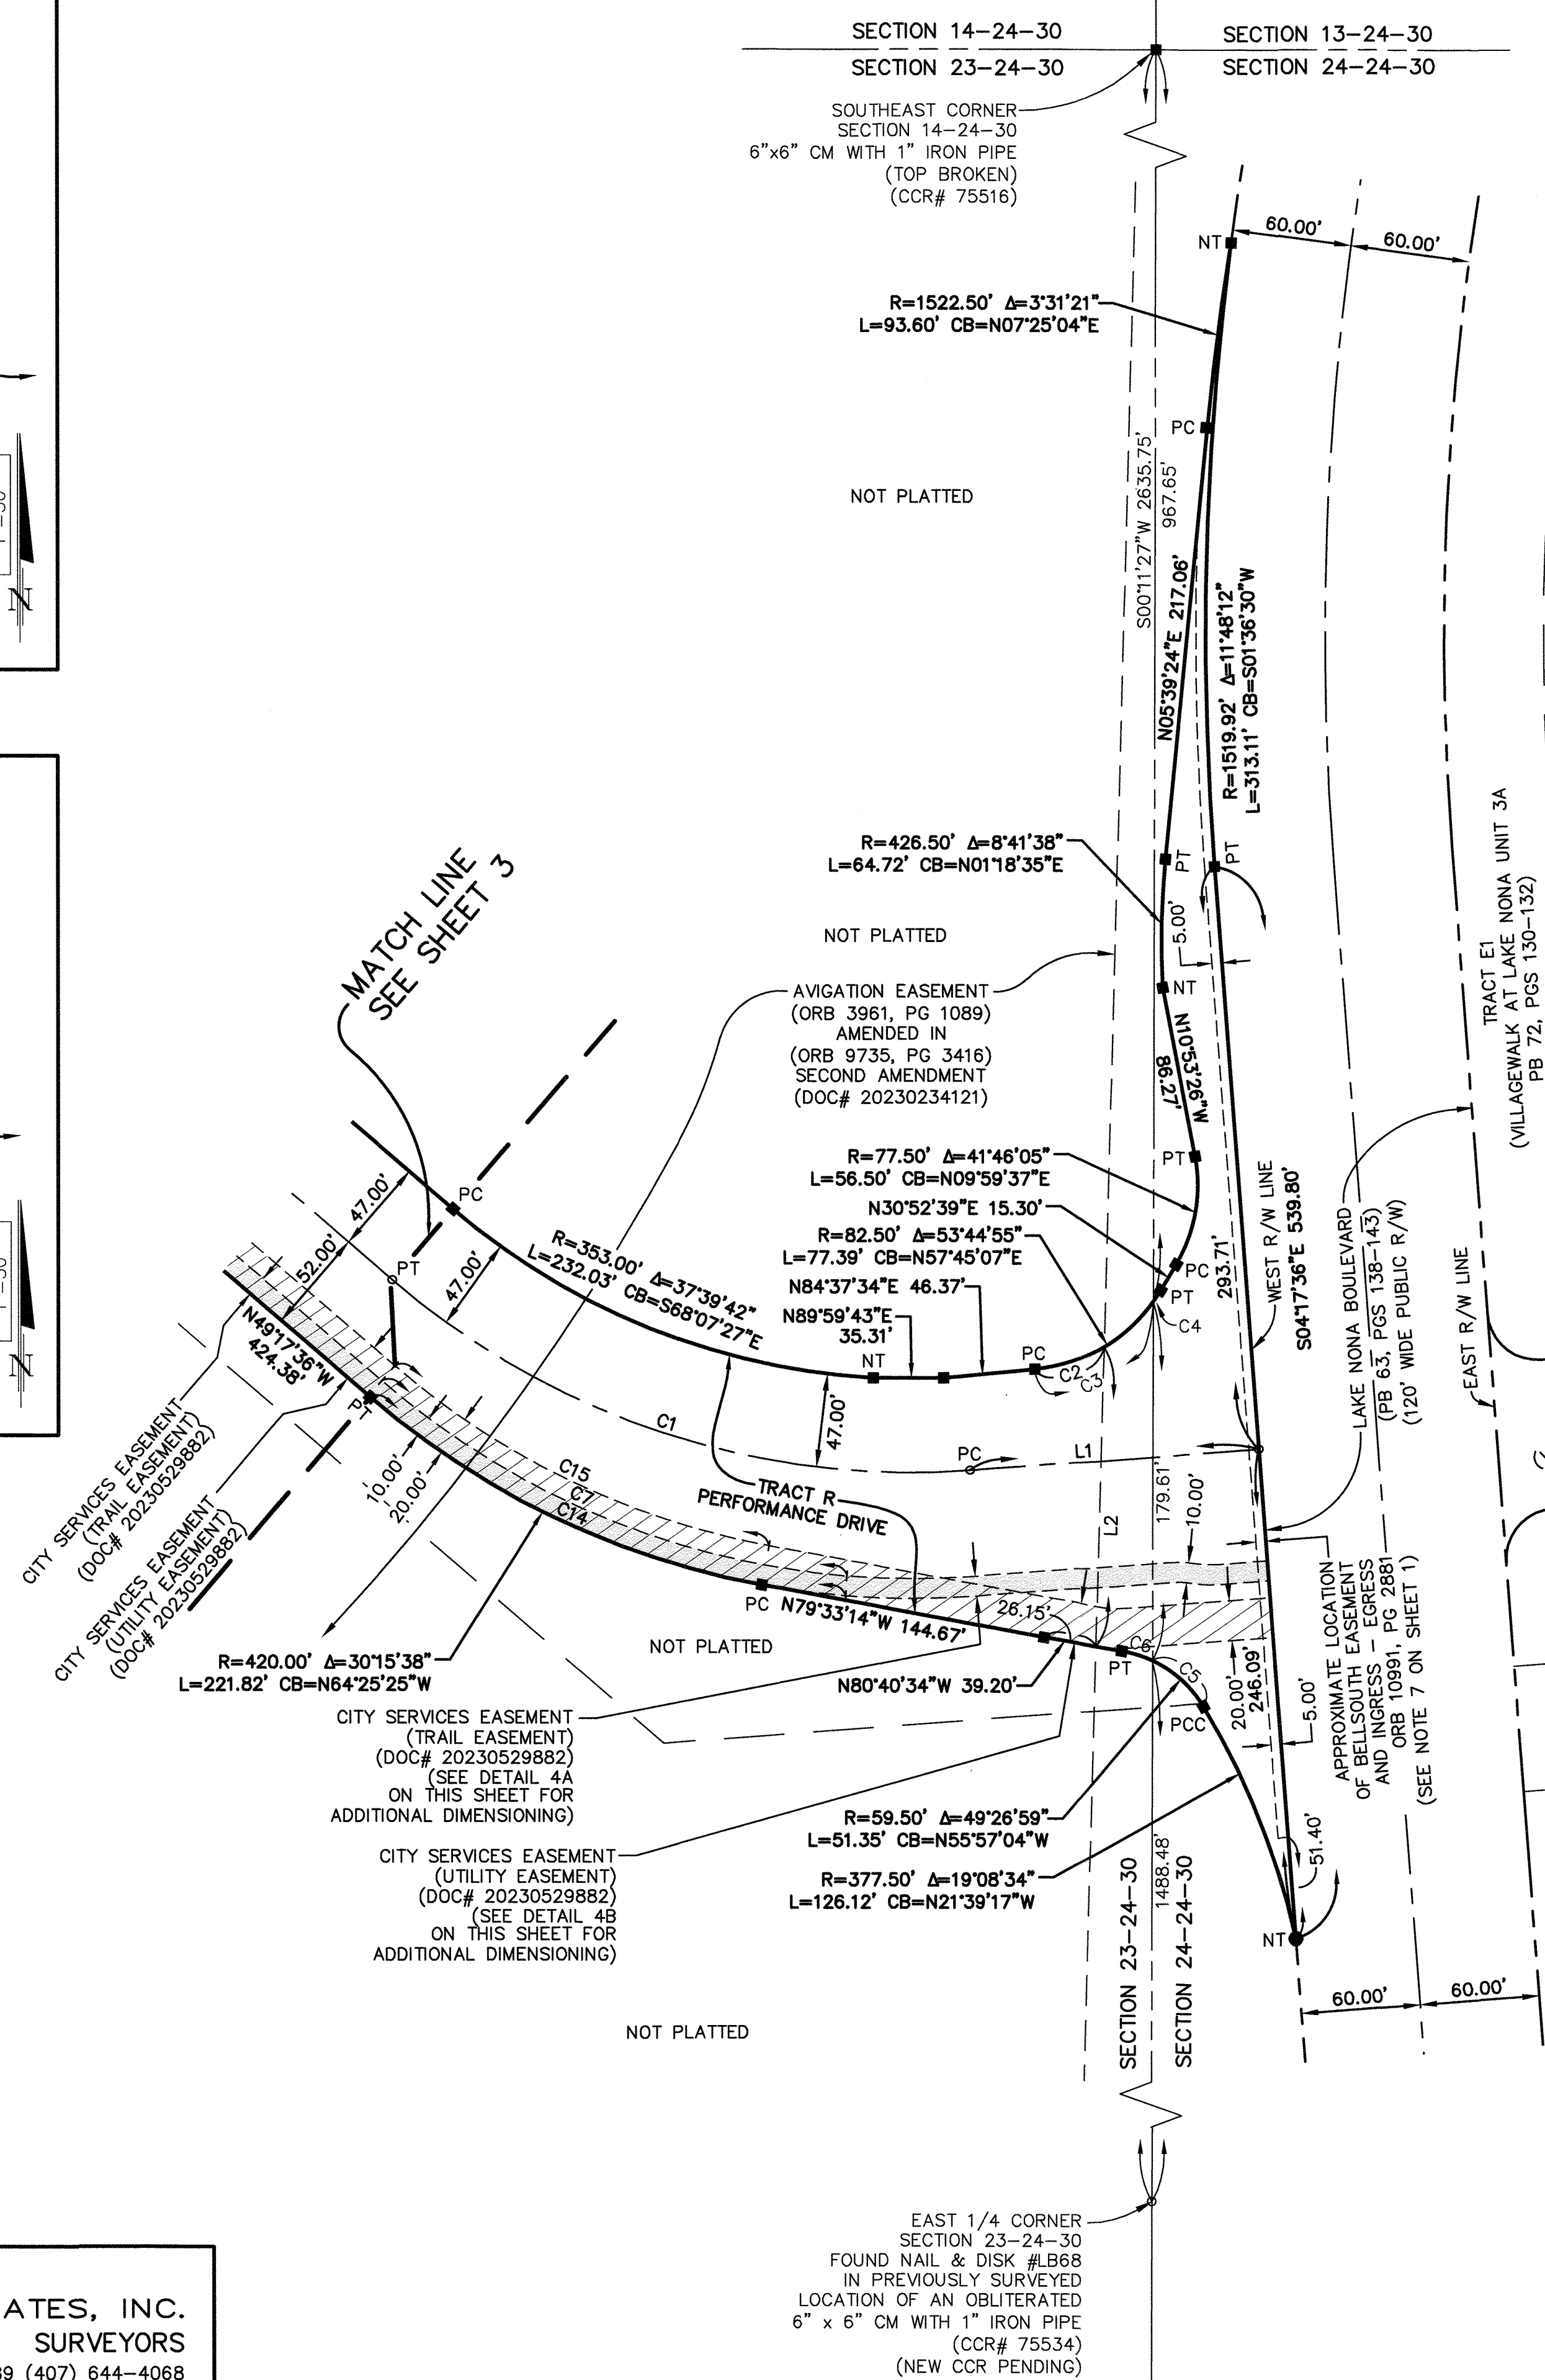 SECTION 14-24-30
SECTION 13-24-30
SECTION 23-24-30
SECTION 24-24-30
SOUTHEAST CORNER
SECTION 14-24-30
6"x6" CM WITH 1" IRON PIPE
(TOP BROKEN)
(CCR# 75516)
NT
60.00'
60.00'
R=1522.50' Δ=3°31'21"
L=93.60' CB=N07°25'04"E
PC
S00°11'27"W 2635.75'
967.65'
NOT PLATTED
N05°39'24"E 217.06'
R=1519.92' Δ=11°48'12"
L=313.11' CB=S01°36'30"W
N
R=426.50' Δ=8°41'38"
L=64.72' CB=N01°18'35"E
PT
PT
MATCH LINE
SEE SHEET 3
TRACT E1
(VILLAGEWALK AT LAKE NONA UNIT 3A
PB 72, PGS 130-132)
NOT PLATTED
5.00'
AVIGATION EASEMENT
(ORB 3961, PG 1089)
AMENDED IN
(ORB 9735, PG 3416)
SECOND AMENDMENT
(DOC# 20230234121)
NT
N10°53'26"W
86.27'
R=77.50' Δ=41°46'05"
L=56.50' CB=N09°59'37"E
PT
N30°52'39"E 15.30'
R=82.50' Δ=53°44'55"
L=77.39' CB=N57°45'07"E
PC
PT
C4
N84°37'34"E 46.37'
N89°59'43"E
35.31'
47.00'
PC
52.00'
PT
47.00'
R=353.00' Δ=37°39'42"
L=232.03' CB=S68°07'27"E
NT
PC
C2
C3
293.71'
WEST R/W LINE
S04°17'36"E 539.80'
LAKE NONA BOULEVARD
(PB 63, PGS 138-143)
(120' WIDE PUBLIC R/W)
EAST R/W LINE
N49°17'36"W
424.38'
PT
CITY SERVICES EASEMENT
(TRAIL EASEMENT)
(DOC# 20230529882)
CITY SERVICES EASEMENT
(UTILITY EASEMENT)
(DOC# 20230529882)
10.00'
20.00'
C1
47.00'
PC
L1
C15
C7
C14
TRACT R
PERFORMANCE DRIVE
L2
179.61'
10.00'
N
PC
N79°33'14"W 144.67'
26.15'
C6
PT
C5
PCC
NOT PLATTED
R=420.00' Δ=30°15'38"
L=221.82' CB=N64°25'25"W
N80°40'34"W 39.20'
20.00'
246.09'
5.00'
APPROXIMATE LOCATION
OF BELLSOUTH EASEMENT
AND INGRESS - EGRESS
ORB 10991, PG 2881
(SEE NOTE 7 ON SHEET 1)
CITY SERVICES EASEMENT
(TRAIL EASEMENT)
(DOC# 20230529882)
(SEE DETAIL 4A
ON THIS SHEET FOR
ADDITIONAL DIMENSIONING)
R=59.50' Δ=49°26'59"
L=51.35' CB=N55°57'04"W
R=377.50' Δ=19°08'34"
L=126.12' CB=N21°39'17"W
CITY SERVICES EASEMENT
(UTILITY EASEMENT)
(DOC# 20230529882)
(SEE DETAIL 4B
ON THIS SHEET FOR
ADDITIONAL DIMENSIONING)
51.40'
NT
SECTION 23-24-30
1488.48'
SECTION 24-24-30
60.00'
60.00'
NOT PLATTED
EAST 1/4 CORNER
SECTION 23-24-30
FOUND NAIL & DISK #LB68
IN PREVIOUSLY SURVEYED
LOCATION OF AN OBLITERATED
6" x 6" CM WITH 1" IRON PIPE
(CCR# 75534)
(NEW CCR PENDING)
ATES, INC.
SURVEYORS
39 (407) 644-4068